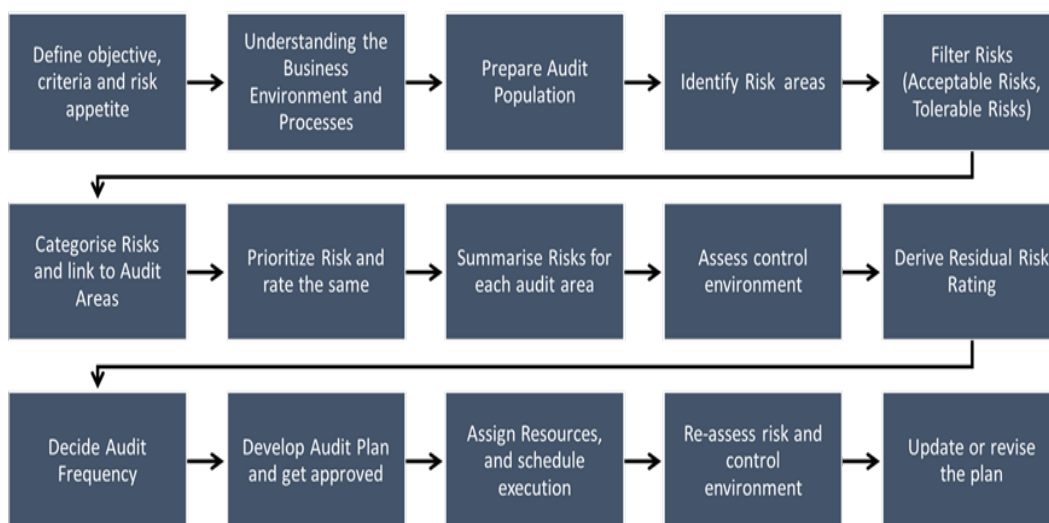 Define objective,
criteria and risk
appetite
Understanding the
Business
Environment and
Processes
Prepare Audit
Population
Identify Risk areas
Filter Risks
(Acceptable Risks,
Tolerable Risks)
Categorise Risks
and link to Audit
Areas
Prioritize Risk and
rate the same
Summarise Risks for
each audit area
Assess control
environment
Derive Residual Risk
Rating
Decide Audit
Frequency
Develop Audit Plan
and get approved
Assign Resources,
and schedule
execution
Re-assess risk and
control
environment
Update or revise
the plan